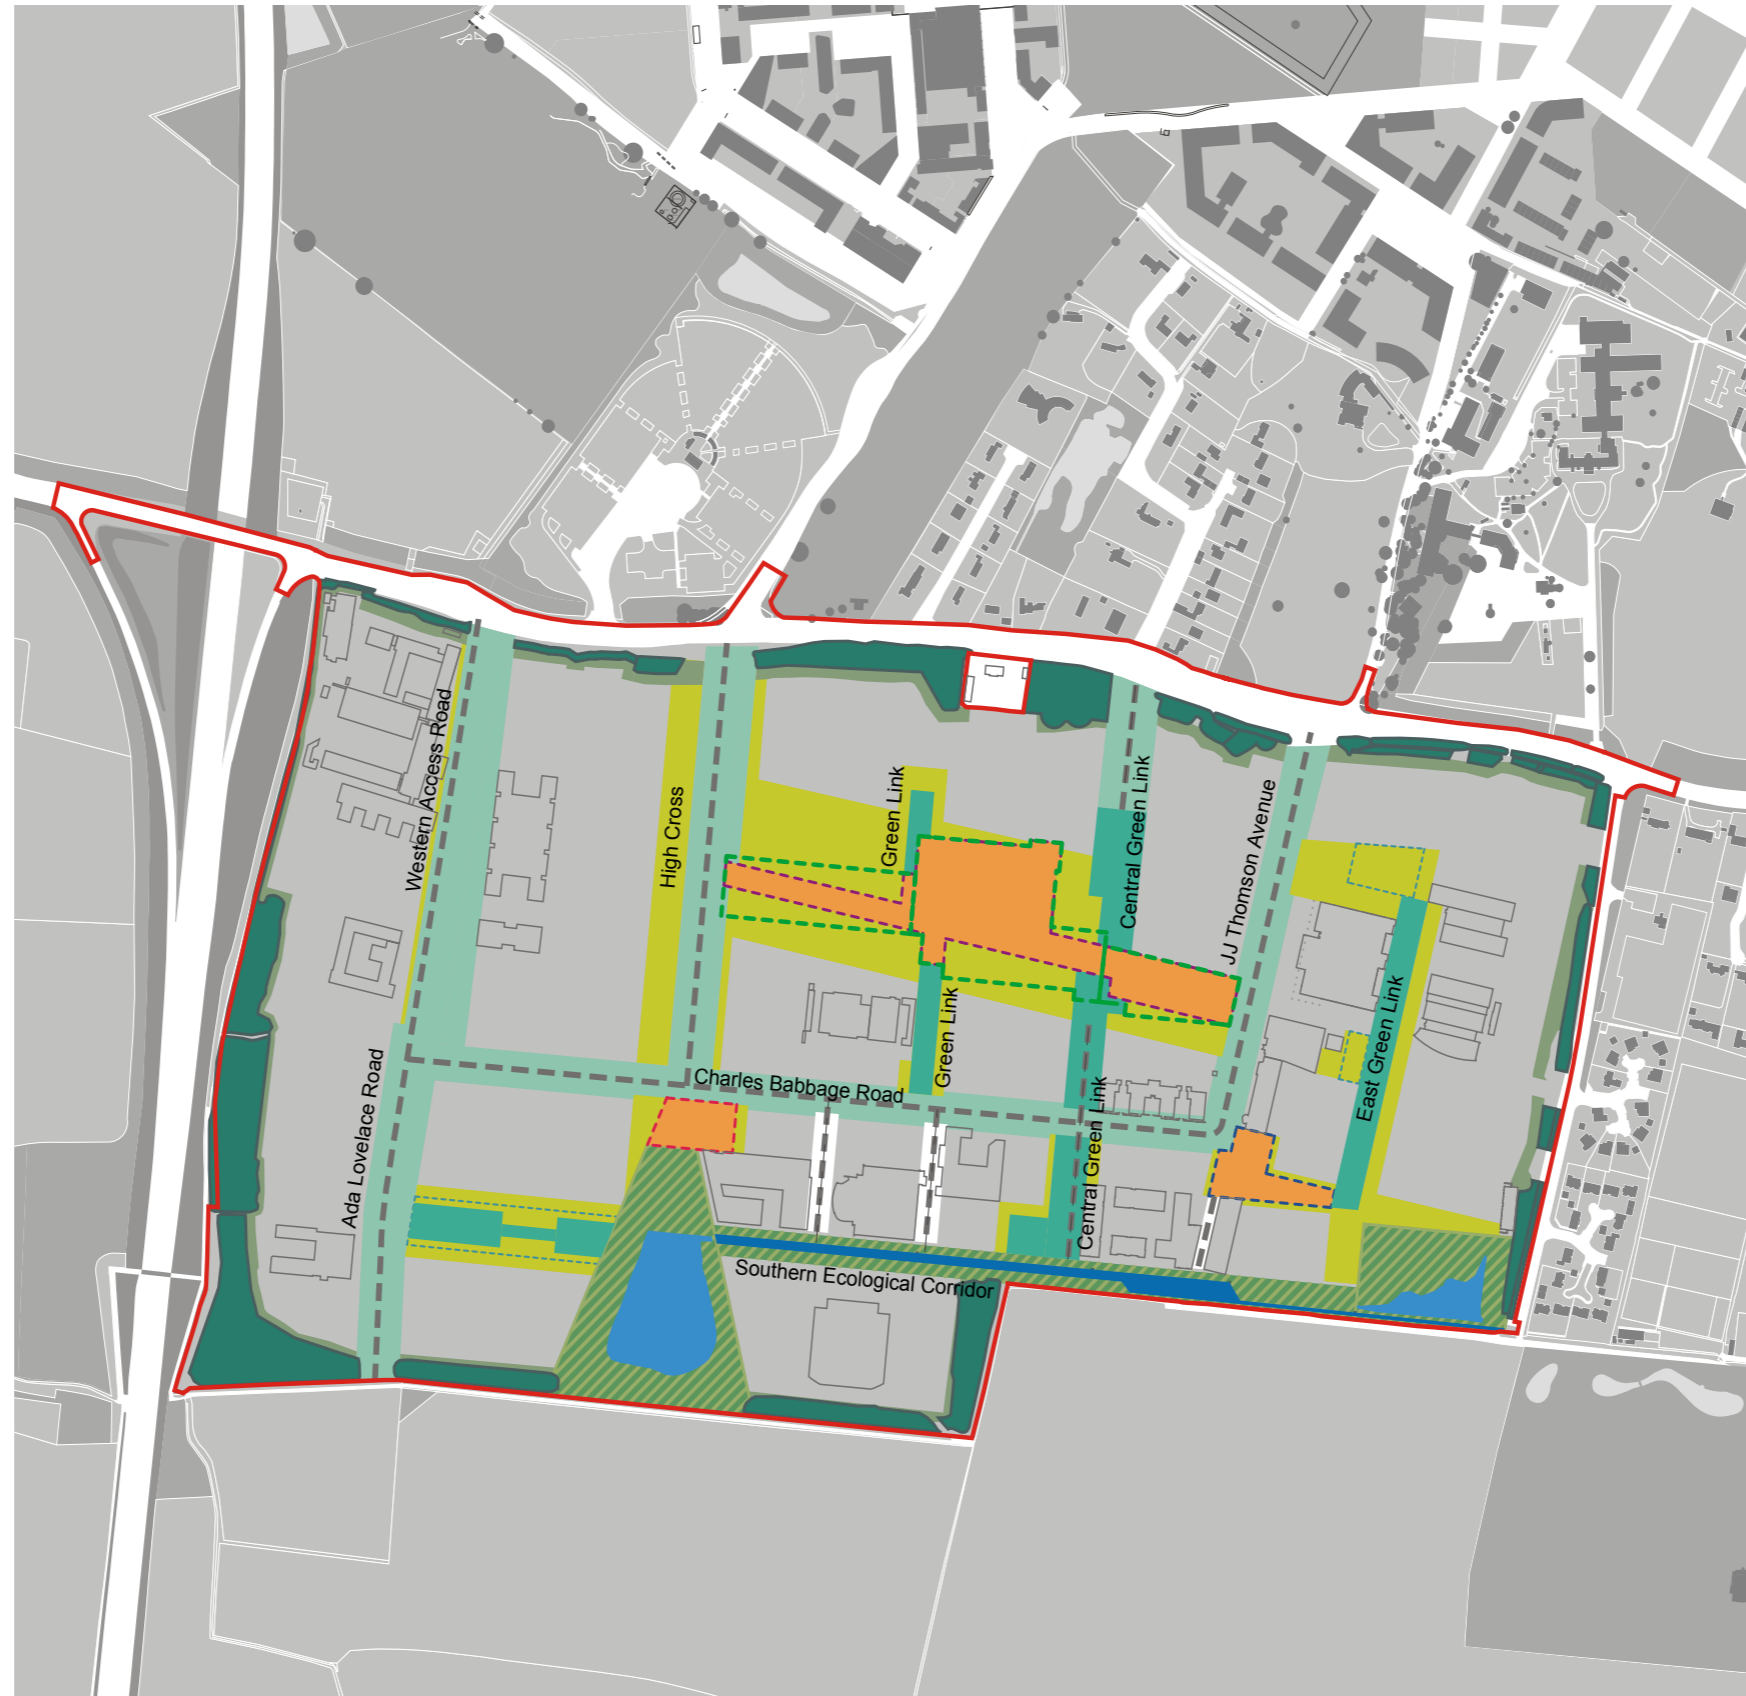 Western Access Road
High Cross
Green Link
Central Green Link
JJ Thomson Avenue
Green Link
East Green Link
Ada Lovelace Road
Charles Babbage Road
Central Green Link
Southern Ecological Corridor